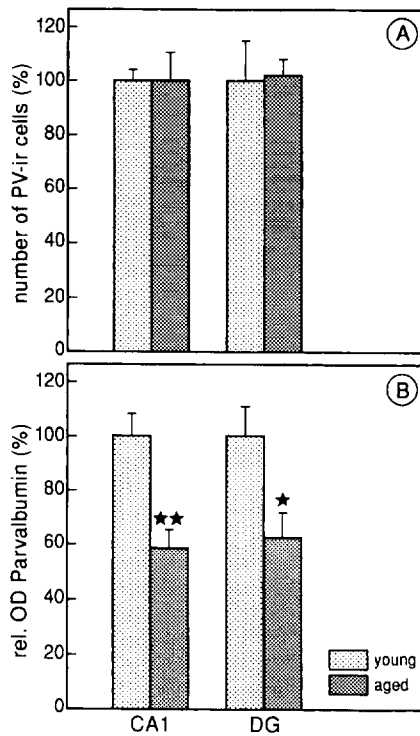 A
number of PV-ir cells (%)
120
100
80
60
40
20
0
B
rel. OD Parvalbumin (%)
120
100
80
60
40
20
0
★★
★
young
aged
CA1
DG